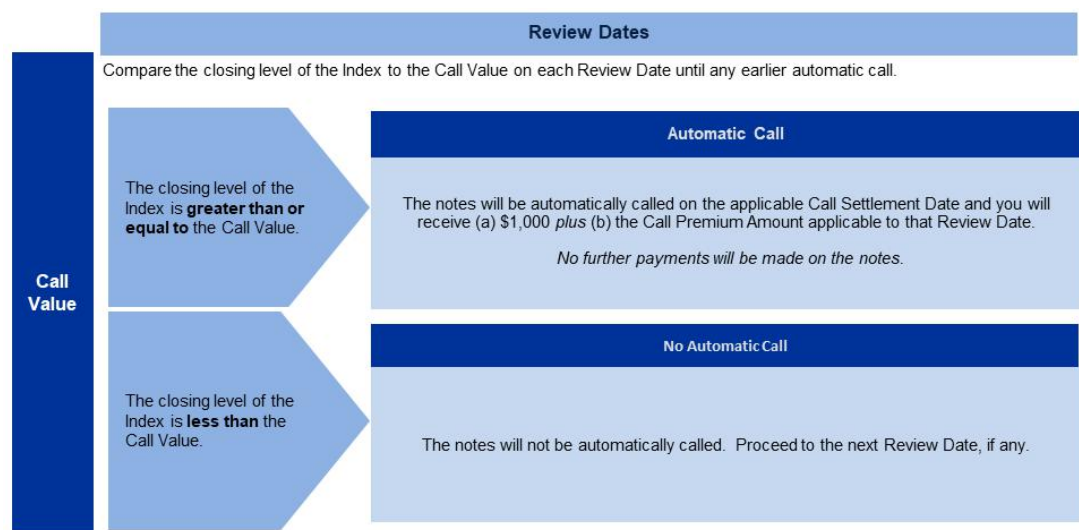 Review Dates
Compare the closing level of the Index to the Call Value on each Review Date until any earlier automatic call.
Call
Value
The closing level of the
Index is greater than or
equal to the Call Value.
Automatic Call
The notes will be automatically called on the applicable Call Settlement Date and you will
receive (a) $1,000 plus (b) the Call Premium Amount applicable to that Review Date.
No further payments will be made on the notes.
The closing level of the
Index is less than the
Call Value.
No Automatic Call
The notes will not be automatically called. Proceed to the next Review Date, if any.